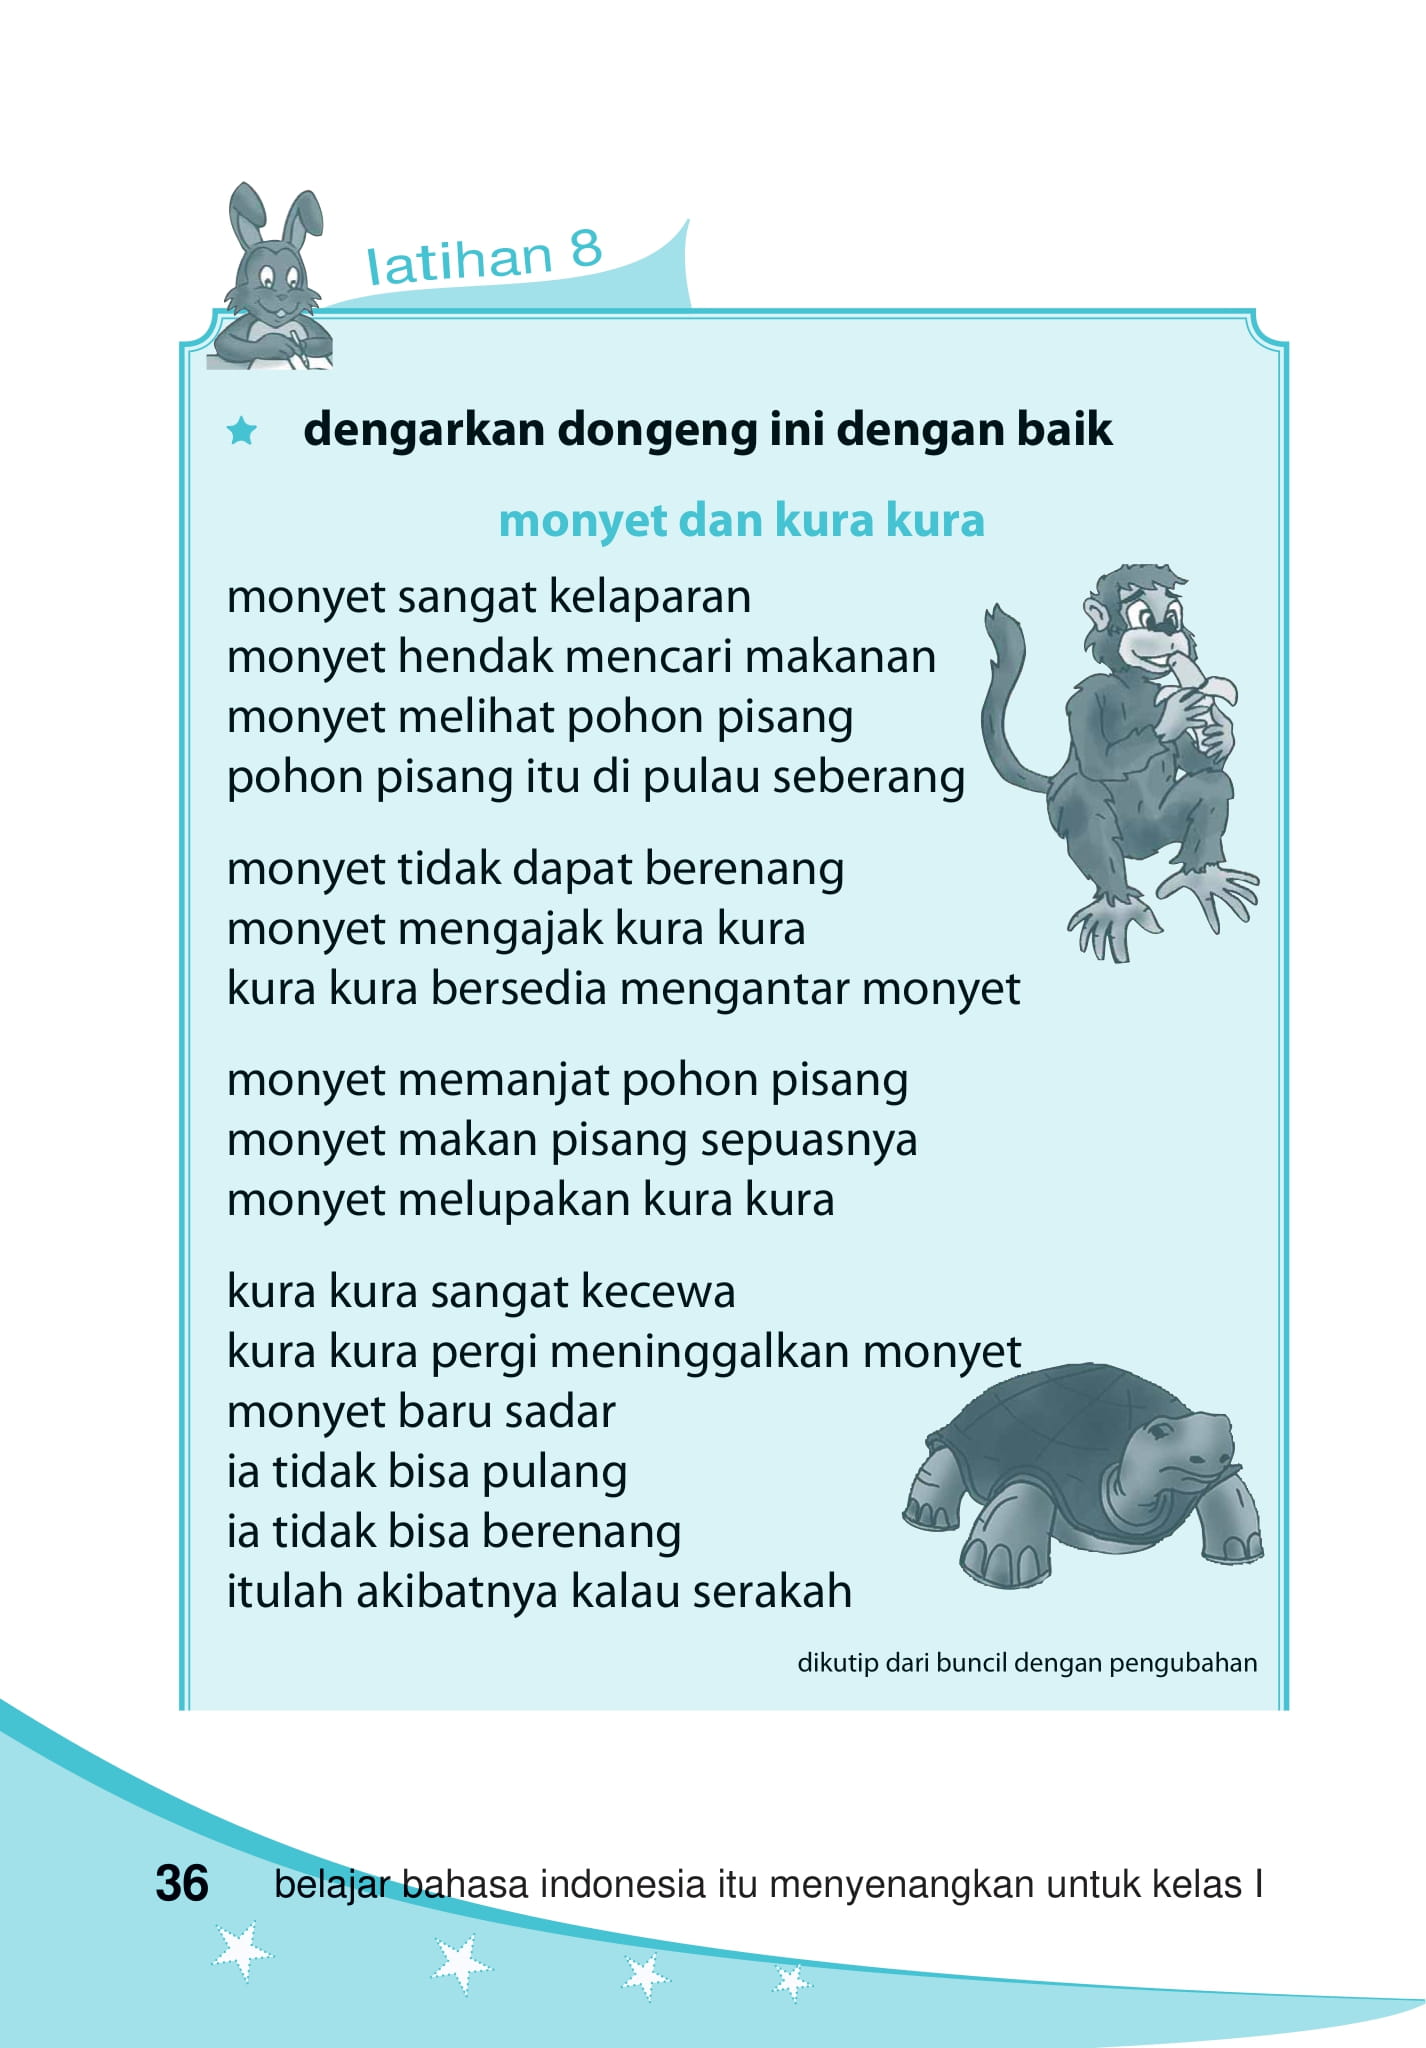 latihan 8
dengarkan dongeng ini dengan baik
monyet dan kura kura
monyet sangat kelaparan
monyet hendak mencari makanan
monyet melihat pohon pisang
pohon pisang itu di pulau seberang
monyet tidak dapat berenang
monyet mengajak kura kura
kura kura bersedia mengantar monyet
monyet memanjat pohon pisang
monyet makan pisang sepuasnya
monyet melupakan kura kura
kura kura sangat kecewa
kura kura pergi meninggalkan monyet
monyet baru sadar
ia tidak bisa pulang
ia tidak bisa berenang
itulah akibatnya kalau serakah
dikutip dari buncil dengan pengubahan
36 belajar bahasa indonesia itu menyenangkan untuk kelas I